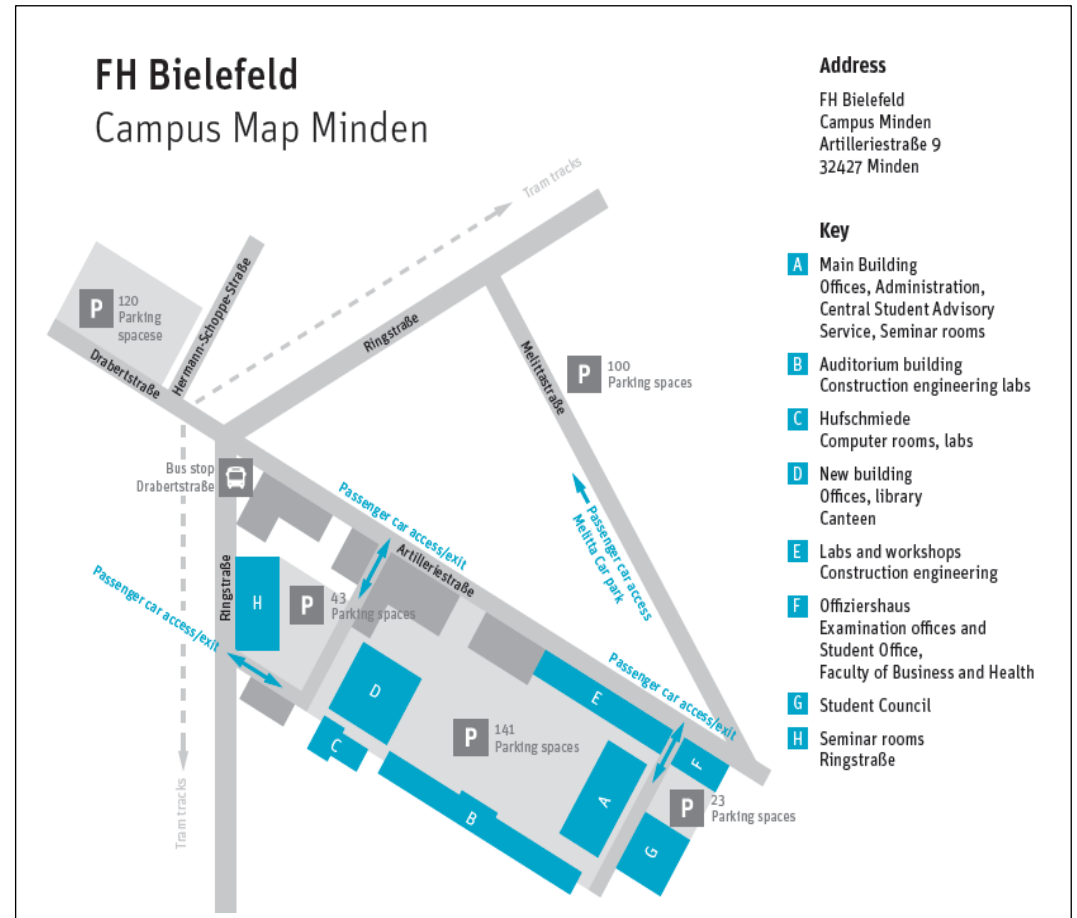 FH Bielefeld
Campus Map Minden
Address
FH Bielefeld
Campus Minden
Artilleriestraße 9
32427 Minden
Key
A
Main Building
Offices, Administration,
Central Student Advisory
Service, Seminar rooms
B
Auditorium building
Construction engineering labs
C
Hufschmiede
Computer rooms, labs
D
New building
Offices, library
Canteen
E
Labs and workshops
Construction engineering
F
Offiziershaus
Examination offices and
Student Office,
Faculty of Business and Health
G
Student Council
H
Seminar rooms
Ringstraße
Tram tracks
Hermann-Schoppe-Straße
P
120
Parking
spacese
Drabertstraße
Ringstraße
Melittastraße
P
100
Parking spaces
Bus stop
Drabertstraße
Passenger car access/exit
Artilleriestraße
Passenger car access
Melitta Car park
Passenger car access/exit
Ringstraße
H
P
43
Parking spaces
Passenger car access/exit
D
E
P
141
Parking spaces
C
B
A
F
P
23
Parking spaces
G
Tram tracks